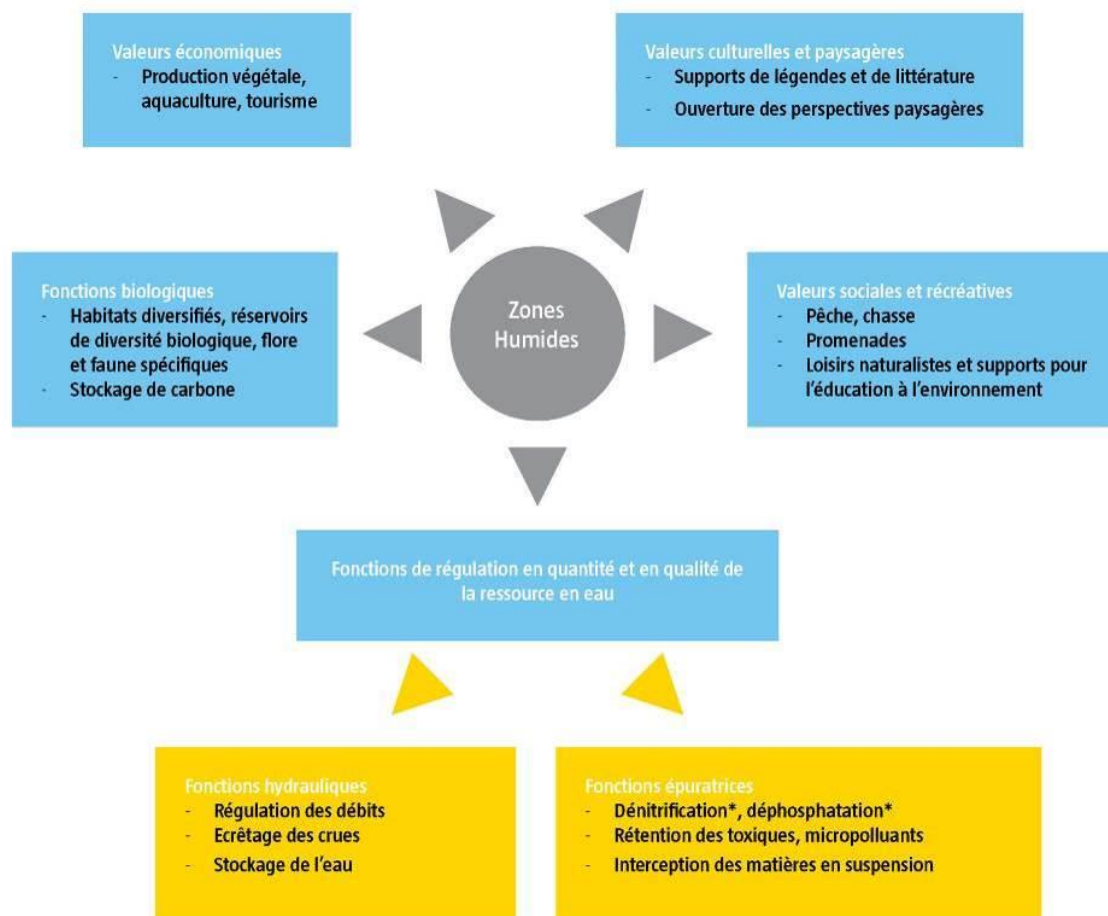 Valeurs économiques
- Production végétale,
aquaculture, tourisme
Valeurs culturelles et paysagères
- Supports de légendes et de littérature
- Ouverture des perspectives paysagères
Fonctions biologiques
- Habitats diversifiés, réservoirs
de diversité biologique, flore
et faune spécifiques
- Stockage de carbone
Zones
Humides
Valeurs sociales et récréatives
- Pêche, chasse
- Promenades
- Loisirs naturalistes et supports pour
l'éducation à l'environnement
Fonctions de régulation en quantité et en qualité de
la ressource en eau
Fonctions hydrauliques
- Régulation des débits
- Ecrêtage des crues
- Stockage de l'eau
Fonctions épuratrices
- Dénitrification*, déphosphatation*
- Rétention des toxiques, micropolluants
- Interception des matières en suspension